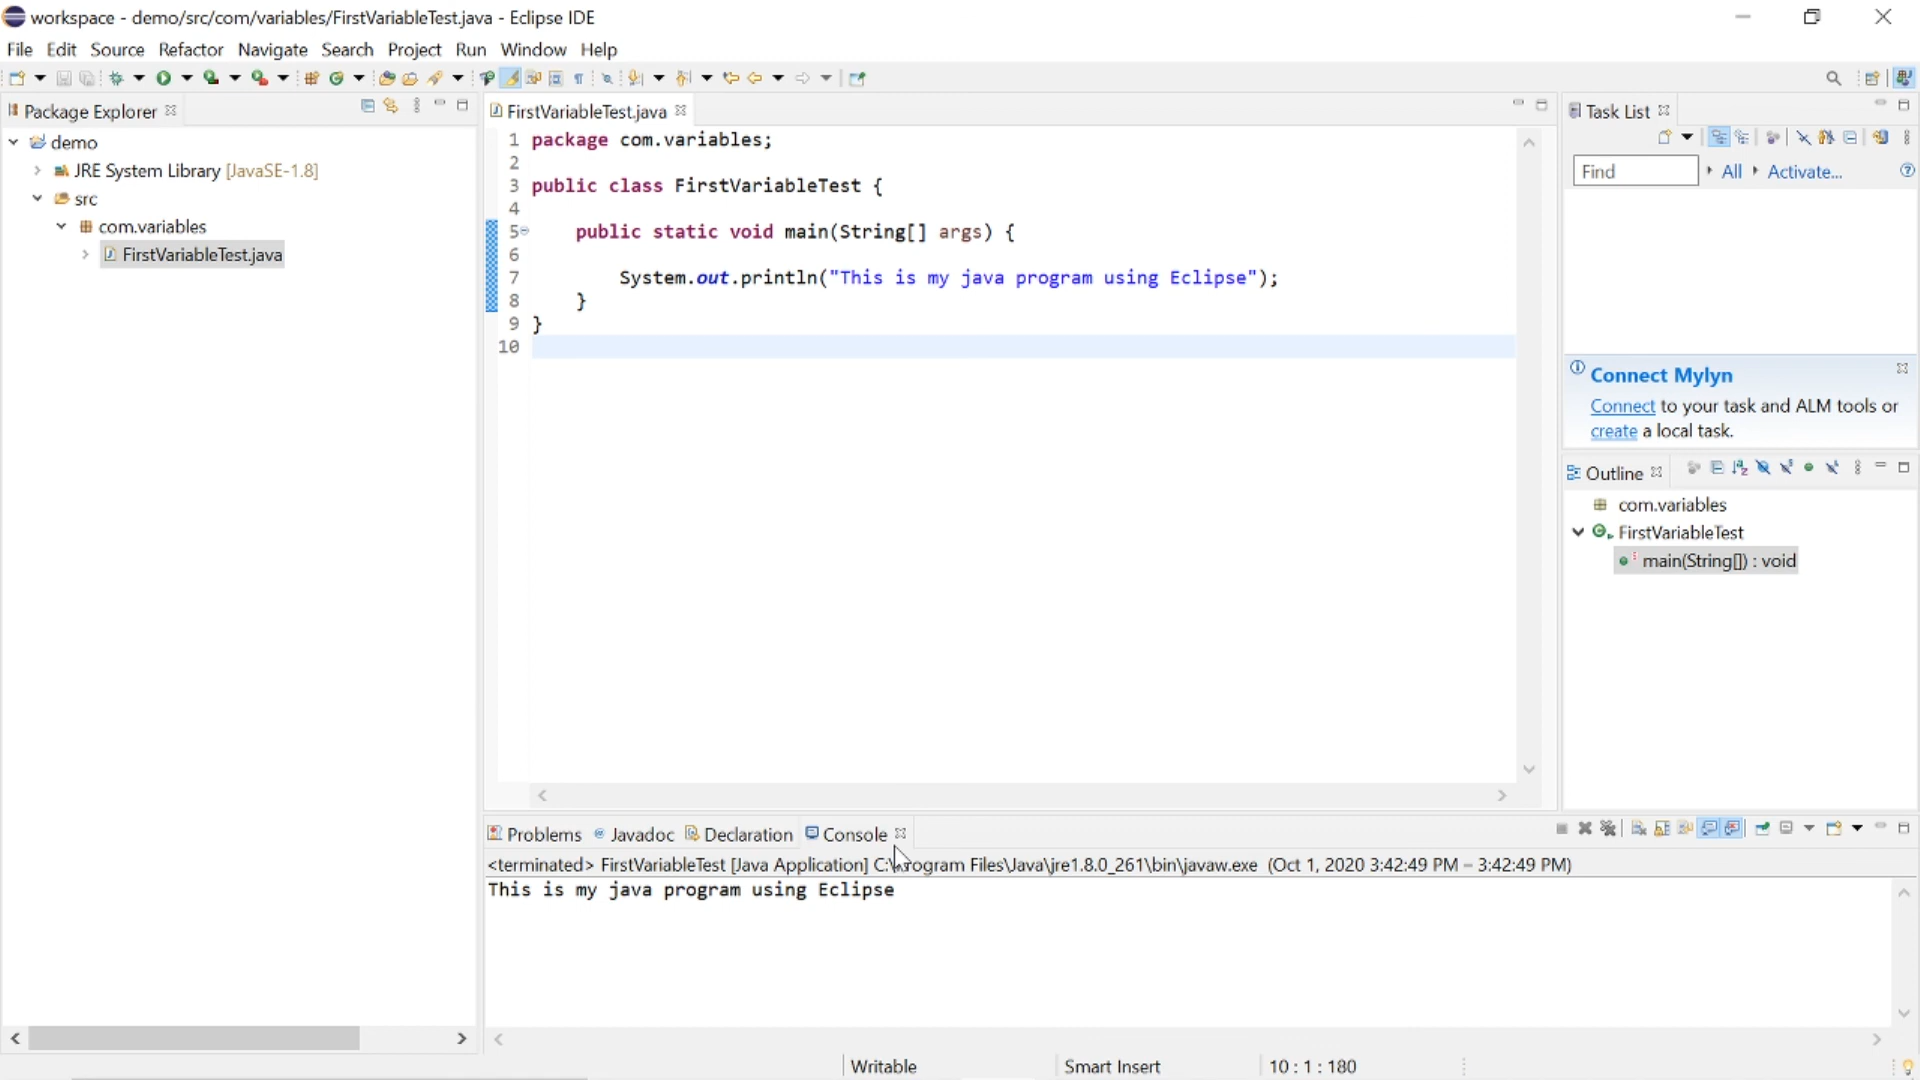 workspace - demo/src/com/variables/FirstVariableTest.java - Eclipse IDE
File Edit Source Refactor Navigate Search Project Run Window Help
Package Explorer
demo
JRE System Library [JavaSE-1.8]
src
com.variables
FirstVariableTest.java
FirstVariableTest.java
1 package com.variables;
2
3 public class FirstVariableTest {
4
5 public static void main(String[] args) {
6
7 System.out.println("This is my java program using Eclipse");
8 }
9 }
10
Task List
Find All Activate...
Connect Mylyn
Connect to your task and ALM tools or
create a local task.
Outline
com.variables
FirstVariableTest
main(String[]) : void
Problems Javadoc Declaration Console
<terminated> FirstVariableTest [Java Application] C:\Program Files\Java\jre1.8.0_261\bin\javaw.exe (Oct 1, 2020 3:42:49 PM – 3:42:49 PM)
This is my java program using Eclipse
Writable Smart Insert 10 : 1 : 180